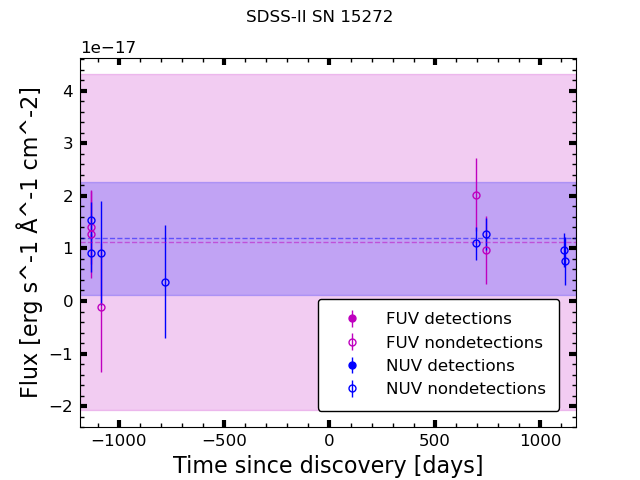 SDSS-II SN 15272
1e−17
4
3
2
1
0
−1
−2
Flux [erg s^-1 Å^-1 cm^-2]
FUV detections
FUV nondetections
NUV detections
NUV nondetections
−1000 −500 0 500 1000
Time since discovery [days]